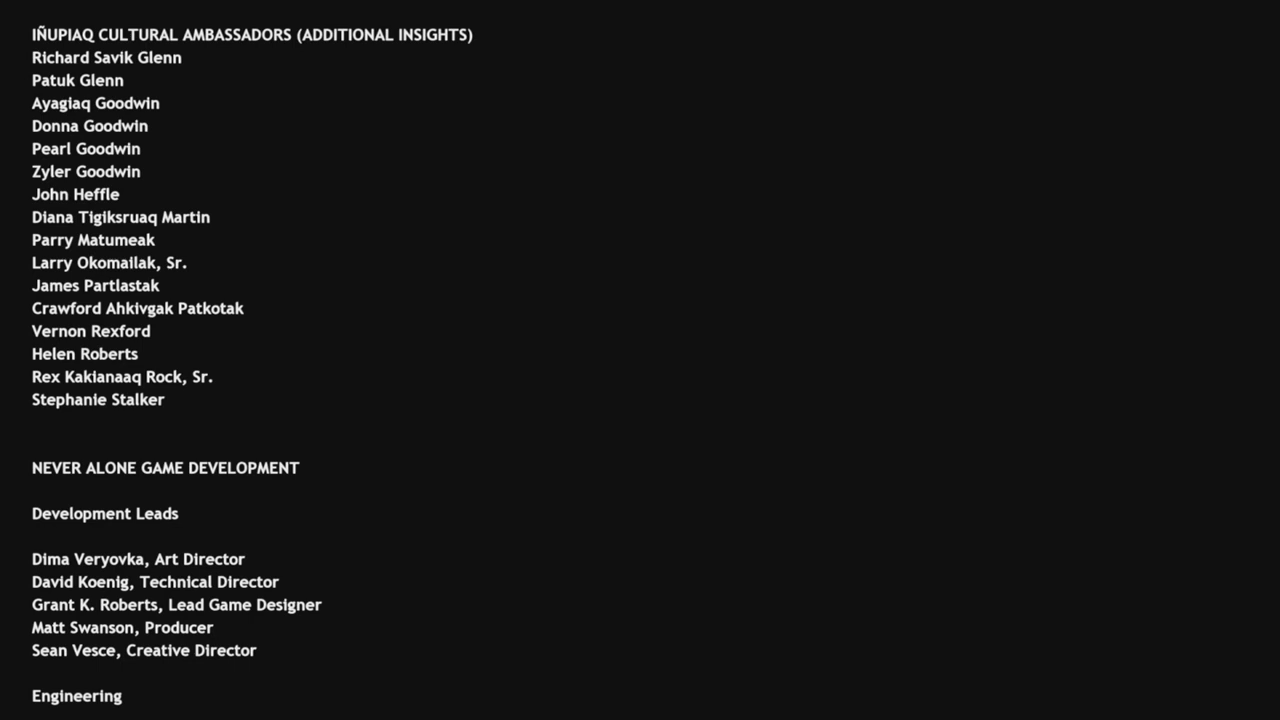 IÑUPIAQ CULTURAL AMBASSADORS (ADDITIONAL INSIGHTS)
Richard Savik Glenn
Patuk Glenn
Ayagiaq Goodwin
Donna Goodwin
Pearl Goodwin
Zyler Goodwin
John Heffle
Diana Tigiksruaq Martin
Parry Matumeak
Larry Okomailak, Sr.
James Partlastak
Crawford Ahkivgak Patkotak
Vernon Rexford
Helen Roberts
Rex Kakianaaq Rock, Sr.
Stephanie Stalker
NEVER ALONE GAME DEVELOPMENT
Development Leads
Dima Veryovka, Art Director
David Koenig, Technical Director
Grant K. Roberts, Lead Game Designer
Matt Swanson, Producer
Sean Vesce, Creative Director
Engineering